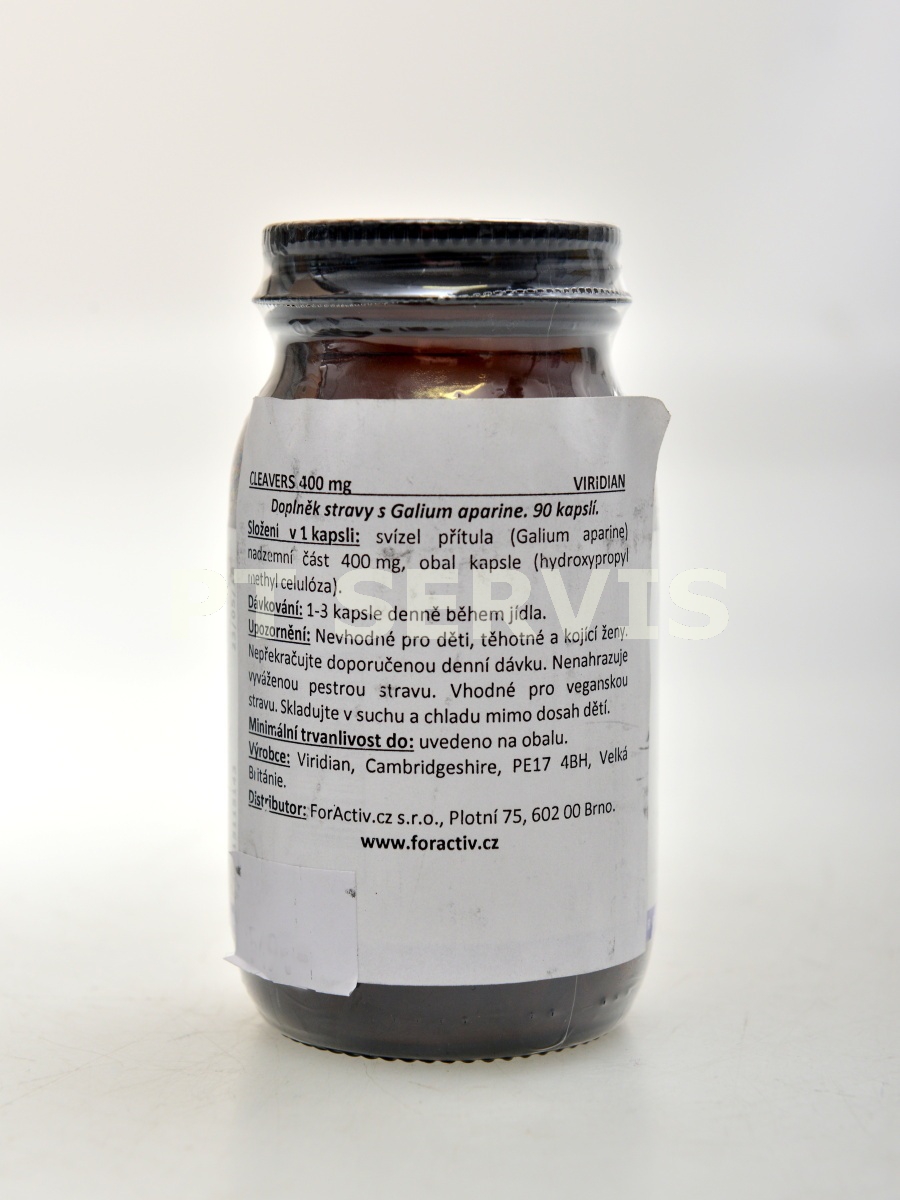 CLEAVERS 400 mg VIRiDIAN
Doplněk stravy s Galium aparine. 90 kapslí.
Složení v 1 kapsli: svízel přítula (Galium aparine)
nadzemní část 400 mg, obal kapsle (hydroxypropyl
methyl celulóza).
PT SERVIS
Dávkování: 1-3 kapsle denně během jídla.
Upozornění: Nevhodné pro děti, těhotné a kojící ženy.
Nepřekračujte doporučenou denní dávku. Nenahrazuje
vyváženou pestrou stravu. Vhodné pro veganskou
stravu. Skladujte v suchu a chladu mimo dosah dětí.
Minimální trvanlivost do: uvedeno na obalu.
Výrobce: Viridian, Cambridgeshire, PE17 4BH, Velká
Británie.
Distributor: ForActiv.cz s.r.o., Plotní 75, 602 00 Brno.
www.foractiv.cz